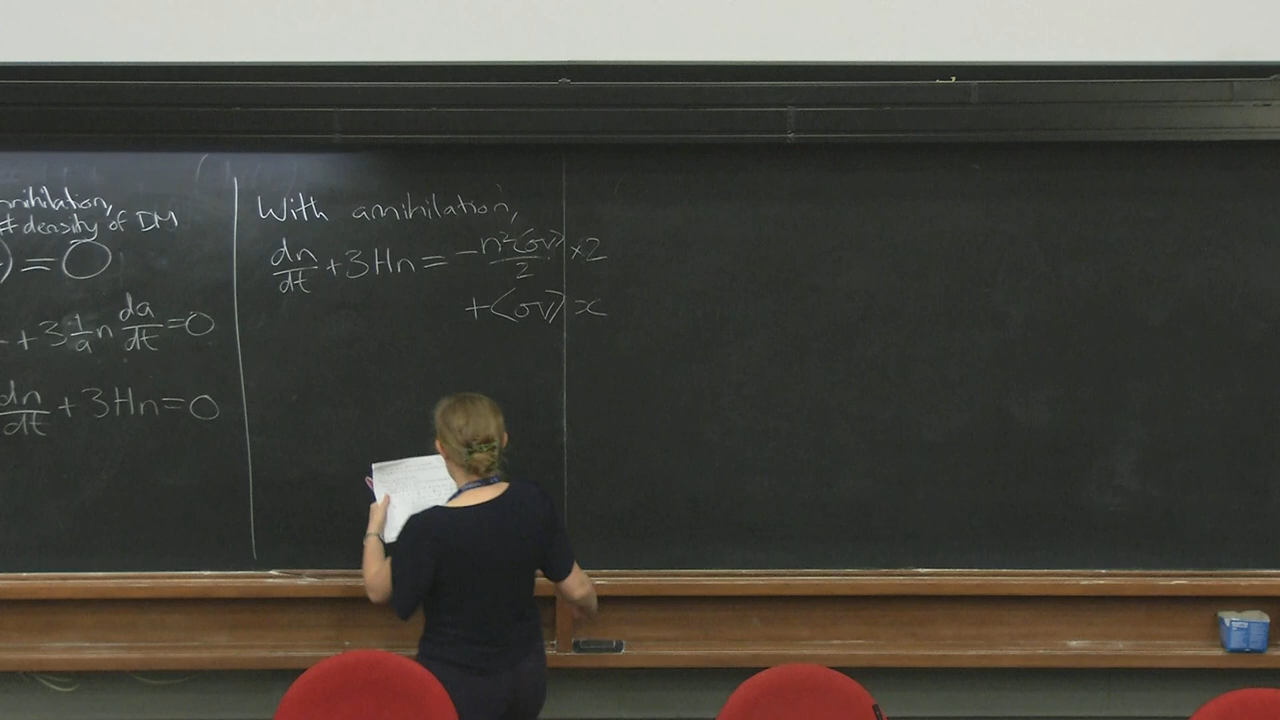 nnihilation,
# density of DM
) = 0
+ 3 1/a n da/dt = 0
dn/dt + 3Hn = 0
With annihilation,
dn/dt + 3Hn = - n²<σv>/2 × 2
+ <σv> x